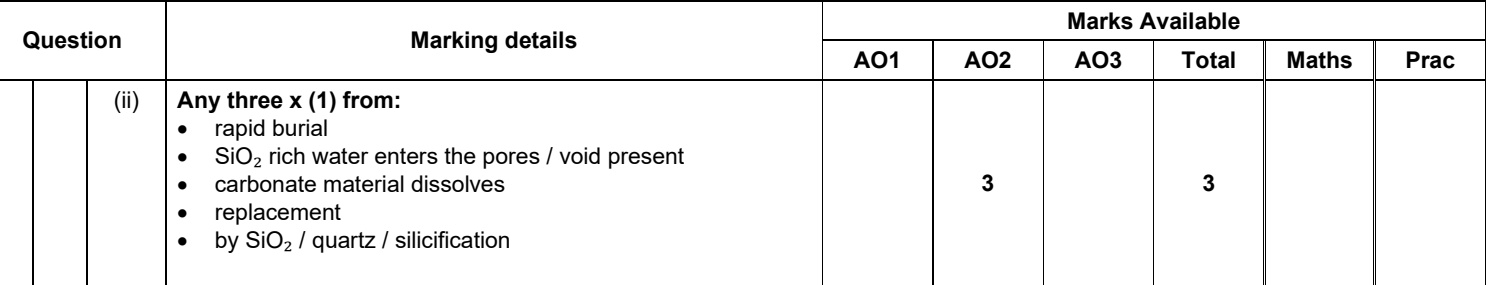 Question
Marking details
Marks Available
AO1 AO2 AO3 Total Maths Prac
(ii) Any three x (1) from:
• rapid burial
• SiO₂ rich water enters the pores / void present
• carbonate material dissolves
• replacement
• by SiO₂ / quartz / silicification
3 3